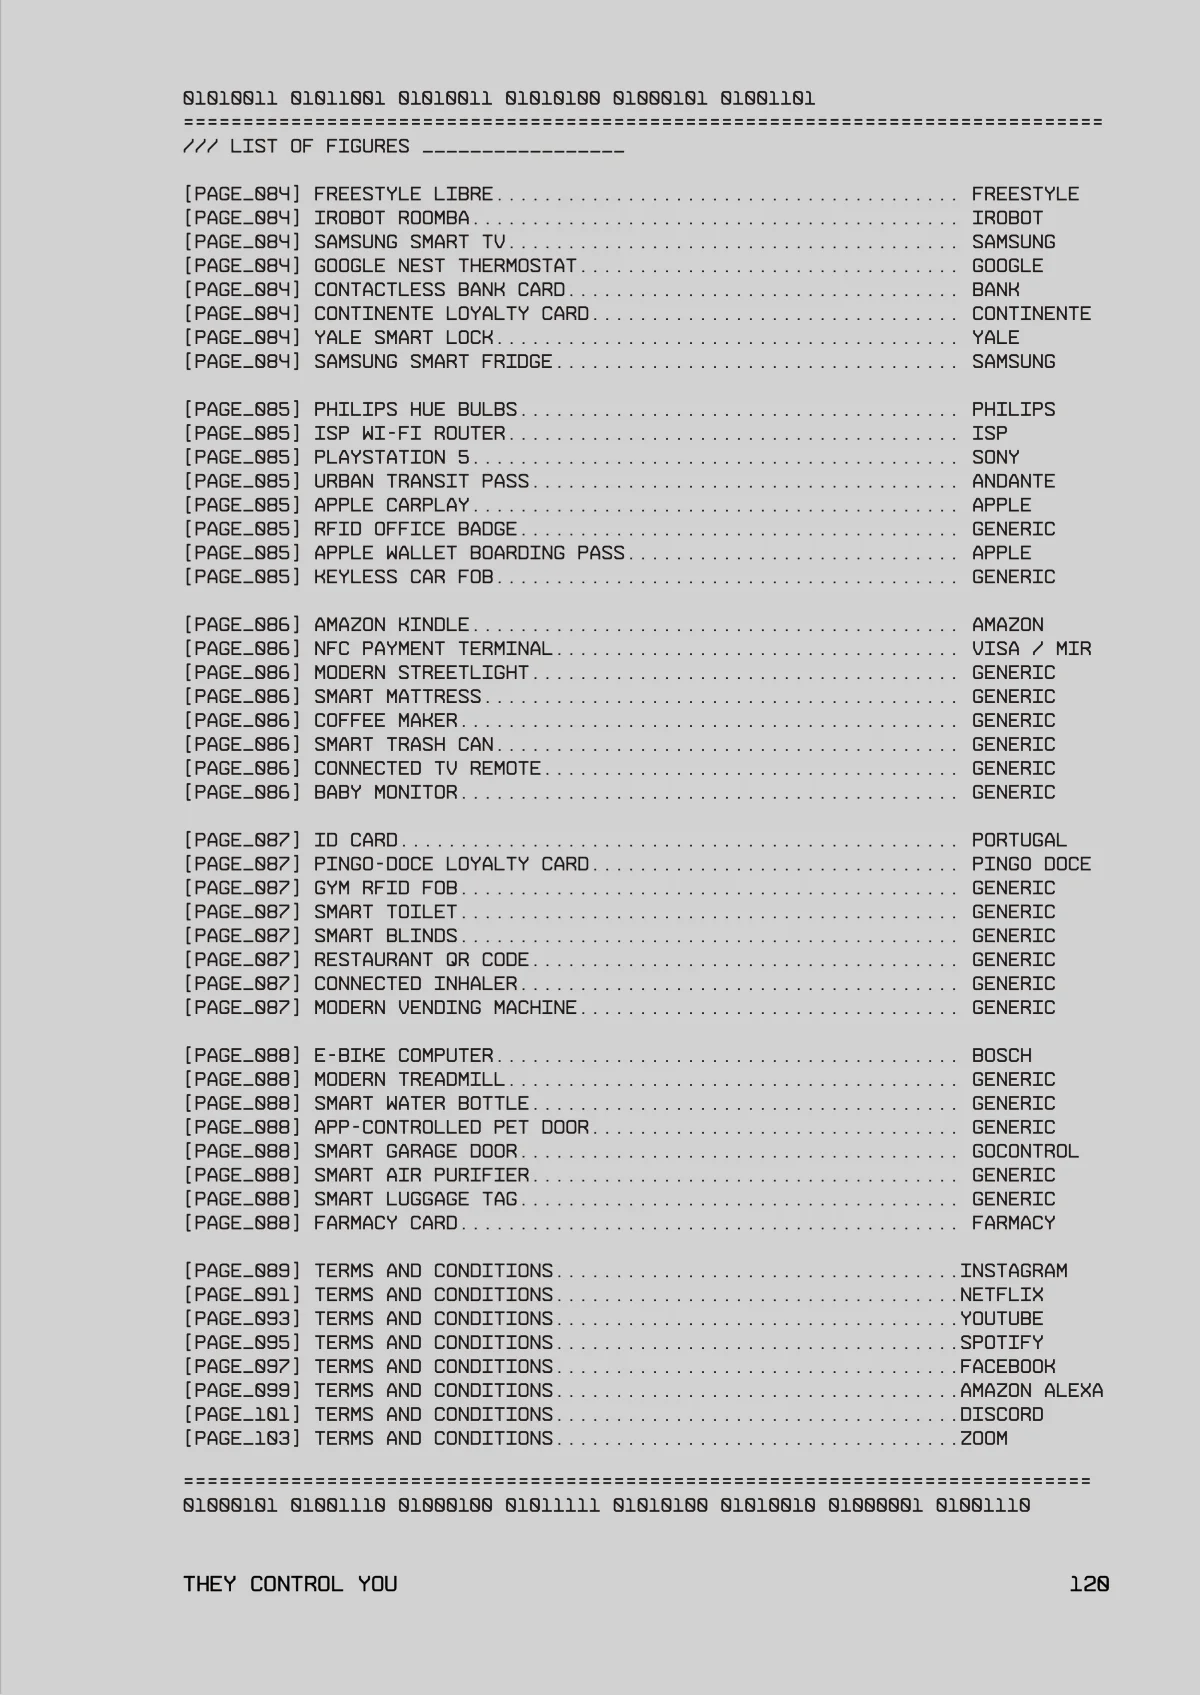 01010011 01011001 01010011 01010100 01000101 01001101
=============================================================================
/// LIST OF FIGURES _________________
[PAGE_084] FREESTYLE LIBRE....................................... FREESTYLE
[PAGE_084] IROBOT ROOMBA......................................... IROBOT
[PAGE_084] SAMSUNG SMART TV...................................... SAMSUNG
[PAGE_084] GOOGLE NEST THERMOSTAT................................ GOOGLE
[PAGE_084] CONTACTLESS BANK CARD................................. BANK
[PAGE_084] CONTINENTE LOYALTY CARD............................... CONTINENTE
[PAGE_084] YALE SMART LOCK....................................... YALE
[PAGE_084] SAMSUNG SMART FRIDGE.................................. SAMSUNG
[PAGE_085] PHILIPS HUE BULBS..................................... PHILIPS
[PAGE_085] ISP WI-FI ROUTER...................................... ISP
[PAGE_085] PLAYSTATION 5......................................... SONY
[PAGE_085] URBAN TRANSIT PASS.................................... ANDANTE
[PAGE_085] APPLE CARPLAY......................................... APPLE
[PAGE_085] RFID OFFICE BADGE..................................... GENERIC
[PAGE_085] APPLE WALLET BOARDING PASS............................ APPLE
[PAGE_085] KEYLESS CAR FOB....................................... GENERIC
[PAGE_086] AMAZON KINDLE......................................... AMAZON
[PAGE_086] NFC PAYMENT TERMINAL.................................. VISA / MIR
[PAGE_086] MODERN STREETLIGHT.................................... GENERIC
[PAGE_086] SMART MATTRESS........................................ GENERIC
[PAGE_086] COFFEE MAKER.......................................... GENERIC
[PAGE_086] SMART TRASH CAN....................................... GENERIC
[PAGE_086] CONNECTED TV REMOTE................................... GENERIC
[PAGE_086] BABY MONITOR.......................................... GENERIC
[PAGE_087] ID CARD............................................... PORTUGAL
[PAGE_087] PINGO-DOCE LOYALTY CARD............................... PINGO DOCE
[PAGE_087] GYM RFID FOB.......................................... GENERIC
[PAGE_087] SMART TOILET.......................................... GENERIC
[PAGE_087] SMART BLINDS.......................................... GENERIC
[PAGE_087] RESTAURANT QR CODE.................................... GENERIC
[PAGE_087] CONNECTED INHALER..................................... GENERIC
[PAGE_087] MODERN VENDING MACHINE................................ GENERIC
[PAGE_088] E-BIKE COMPUTER....................................... BOSCH
[PAGE_088] MODERN TREADMILL...................................... GENERIC
[PAGE_088] SMART WATER BOTTLE.................................... GENERIC
[PAGE_088] APP-CONTROLLED PET DOOR............................... GENERIC
[PAGE_088] SMART GARAGE DOOR..................................... GOCONTROL
[PAGE_088] SMART AIR PURIFIER.................................... GENERIC
[PAGE_088] SMART LUGGAGE TAG..................................... GENERIC
[PAGE_088] FARMACY CARD.......................................... FARMACY
[PAGE_089] TERMS AND CONDITIONS..................................INSTAGRAM
[PAGE_091] TERMS AND CONDITIONS..................................NETFLIX
[PAGE_093] TERMS AND CONDITIONS..................................YOUTUBE
[PAGE_095] TERMS AND CONDITIONS..................................SPOTIFY
[PAGE_097] TERMS AND CONDITIONS..................................FACEBOOK
[PAGE_099] TERMS AND CONDITIONS..................................AMAZON ALEXA
[PAGE_101] TERMS AND CONDITIONS..................................DISCORD
[PAGE_103] TERMS AND CONDITIONS..................................ZOOM
============================================================================
01000101 01001110 01000100 01011111 01010100 01010010 01000001 01001110
THEY CONTROL YOU 120